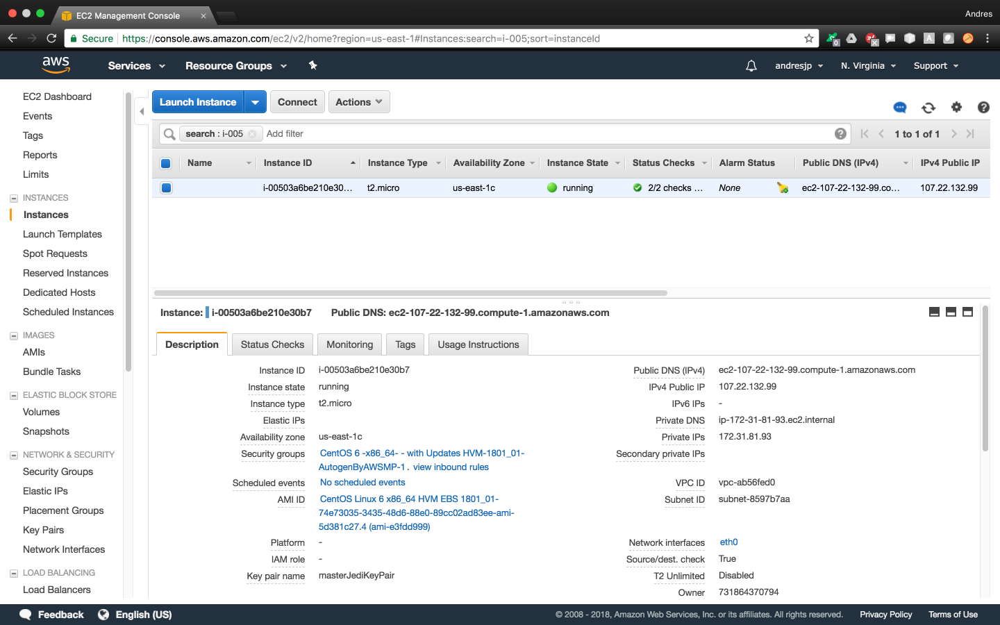 EC2 Management Console
Andres
Secure https://console.aws.amazon.com/ec2/v2/home?region=us-east-1#Instances:search=i-005;sort=instanceId
aws
Services
Resource Groups
andresjp
N. Virginia
Support
EC2 Dashboard
Events
Tags
Reports
Limits
INSTANCES
Instances
Launch Templates
Spot Requests
Reserved Instances
Dedicated Hosts
Scheduled Instances
IMAGES
AMIs
Bundle Tasks
ELASTIC BLOCK STORE
Volumes
Snapshots
NETWORK & SECURITY
Security Groups
Elastic IPs
Placement Groups
Key Pairs
Network Interfaces
LOAD BALANCING
Load Balancers
Launch Instance
Connect
Actions
search : i-005 Add filter
1 to 1 of 1
Name Instance ID Instance Type Availability Zone Instance State Status Checks Alarm Status Public DNS (IPv4) IPv4 Public IP
i-00503a6be210e30... t2.micro us-east-1c running 2/2 checks ... None ec2-107-22-132-99.co... 107.22.132.99
Instance: i-00503a6be210e30b7 Public DNS: ec2-107-22-132-99.compute-1.amazonaws.com
Description Status Checks Monitoring Tags Usage Instructions
Instance ID i-00503a6be210e30b7
Instance state running
Instance type t2.micro
Elastic IPs
Availability zone us-east-1c
Security groups CentOS 6 -x86_64- - with Updates HVM-1801_01-
AutogenByAWSMP-1. view inbound rules
Scheduled events No scheduled events
AMI ID CentOS Linux 6 x86_64 HVM EBS 1801_01-
74e73035-3435-48d6-88e0-89cc02ad83ee-ami-
5d381c27.4 (ami-e3fdd999)
Platform -
IAM role -
Key pair name masterJediKeyPair
Public DNS (IPv4) ec2-107-22-132-99.compute-1.amazonaws.com
IPv4 Public IP 107.22.132.99
IPv6 IPs -
Private DNS ip-172-31-81-93.ec2.internal
Private IPs 172.31.81.93
Secondary private IPs
VPC ID vpc-ab56fed0
Subnet ID subnet-8597b7aa
Network interfaces eth0
Source/dest. check True
T2 Unlimited Disabled
Owner 731864370794
Feedback
English (US)
© 2008 - 2018, Amazon Web Services, Inc. or its affiliates. All rights reserved.
Privacy Policy
Terms of Use